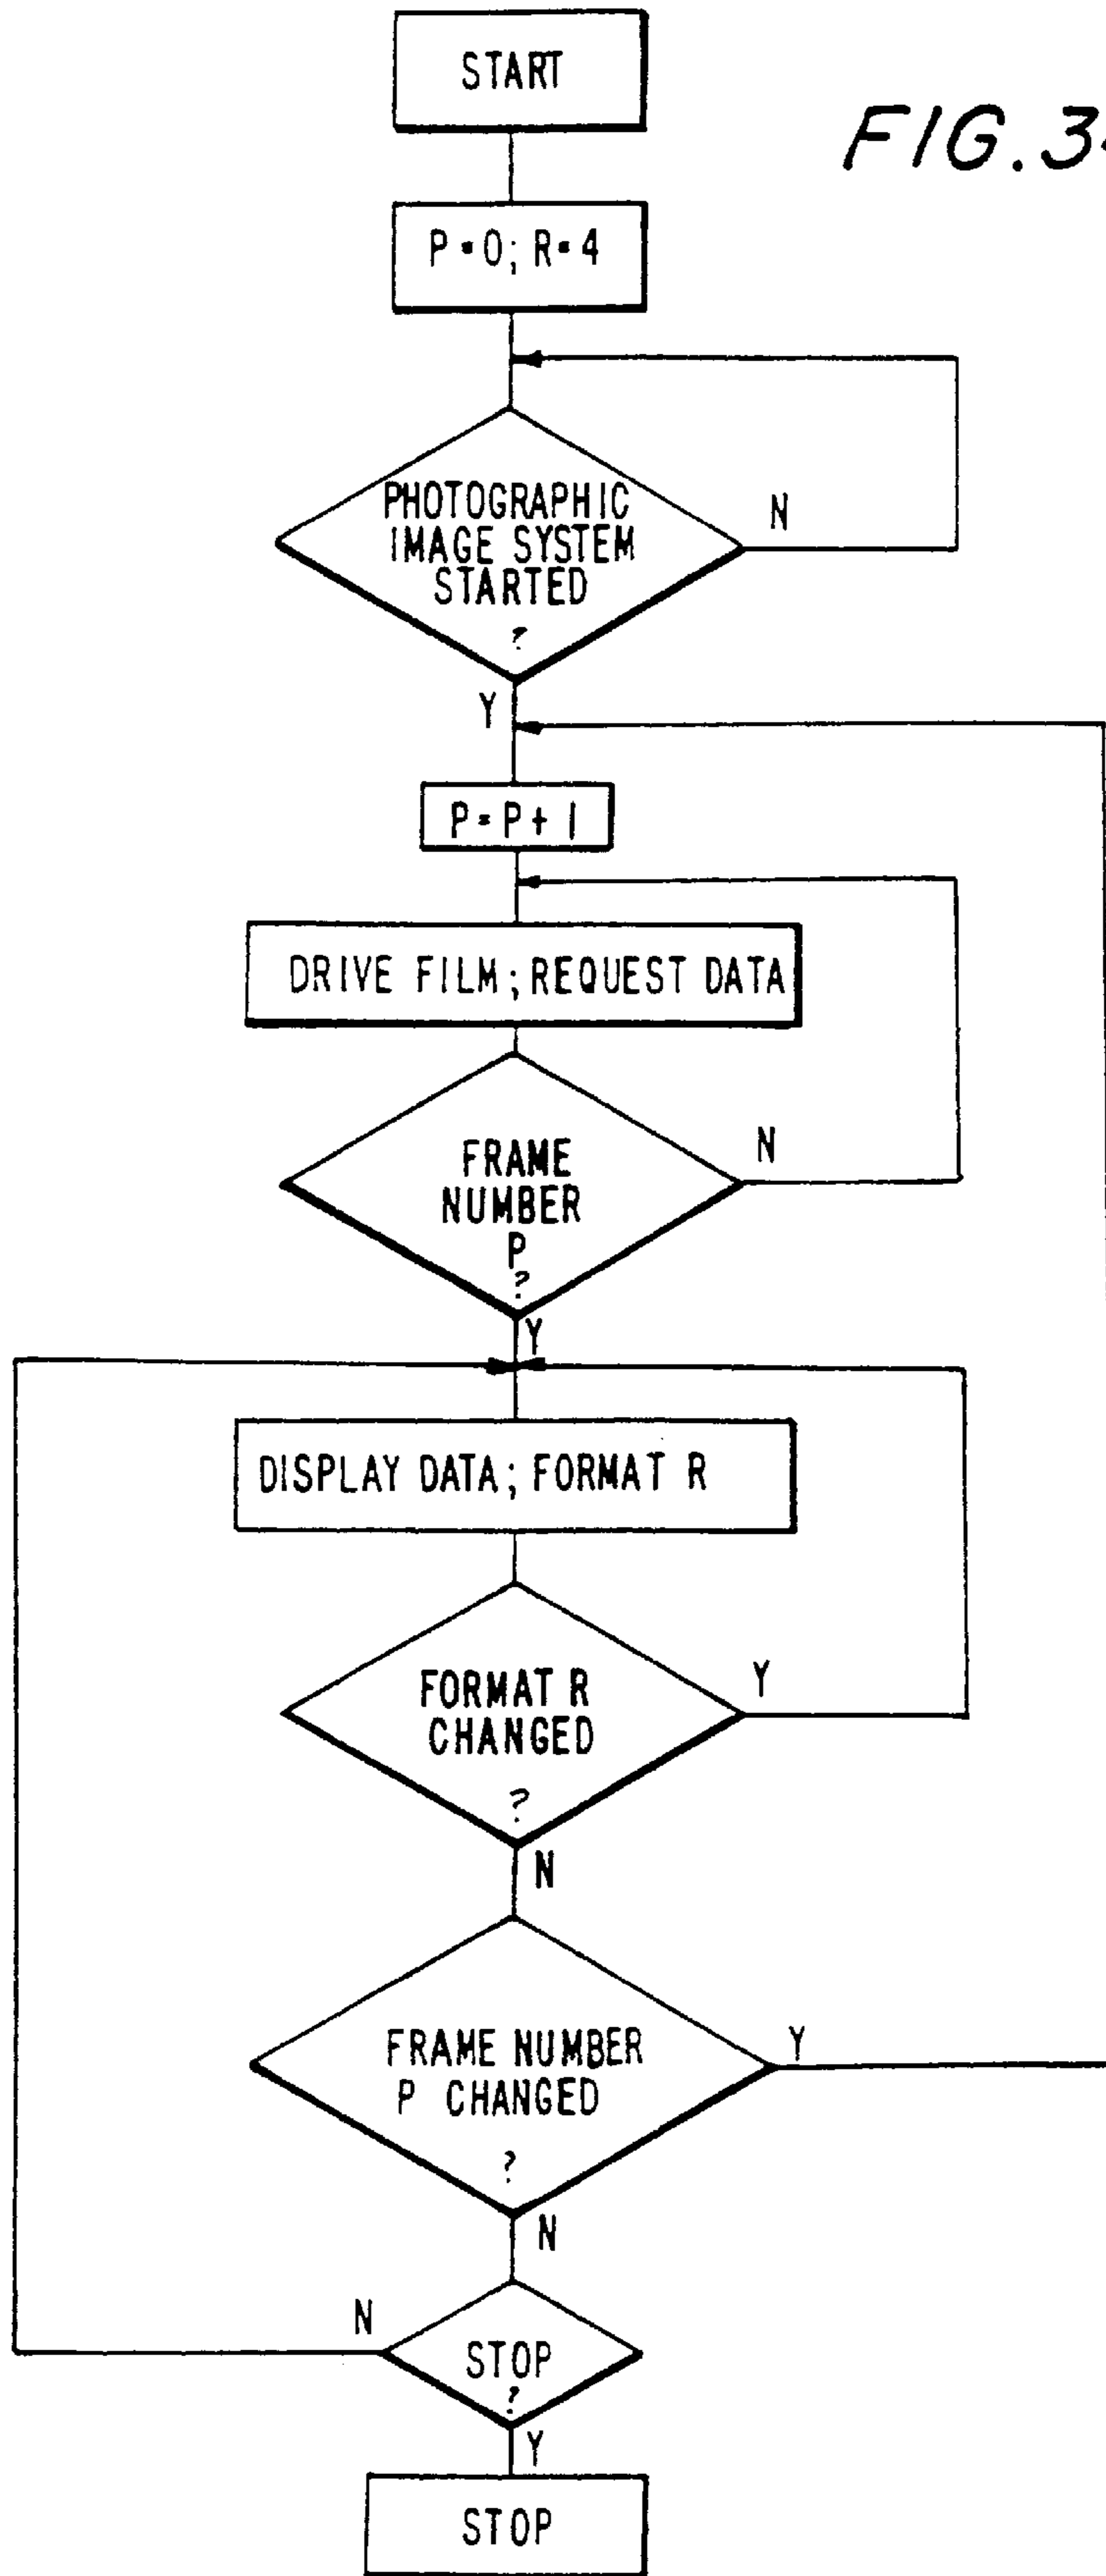 START
FIG.34
P=0; R=4
PHOTOGRAPHIC
IMAGE SYSTEM
STARTED
?
N
Y
P=P+1
DRIVE FILM; REQUEST DATA
FRAME
NUMBER
P
?
N
Y
DISPLAY DATA; FORMAT R
FORMAT R
CHANGED
?
Y
N
FRAME NUMBER
P CHANGED
?
Y
N
N
STOP
?
Y
STOP